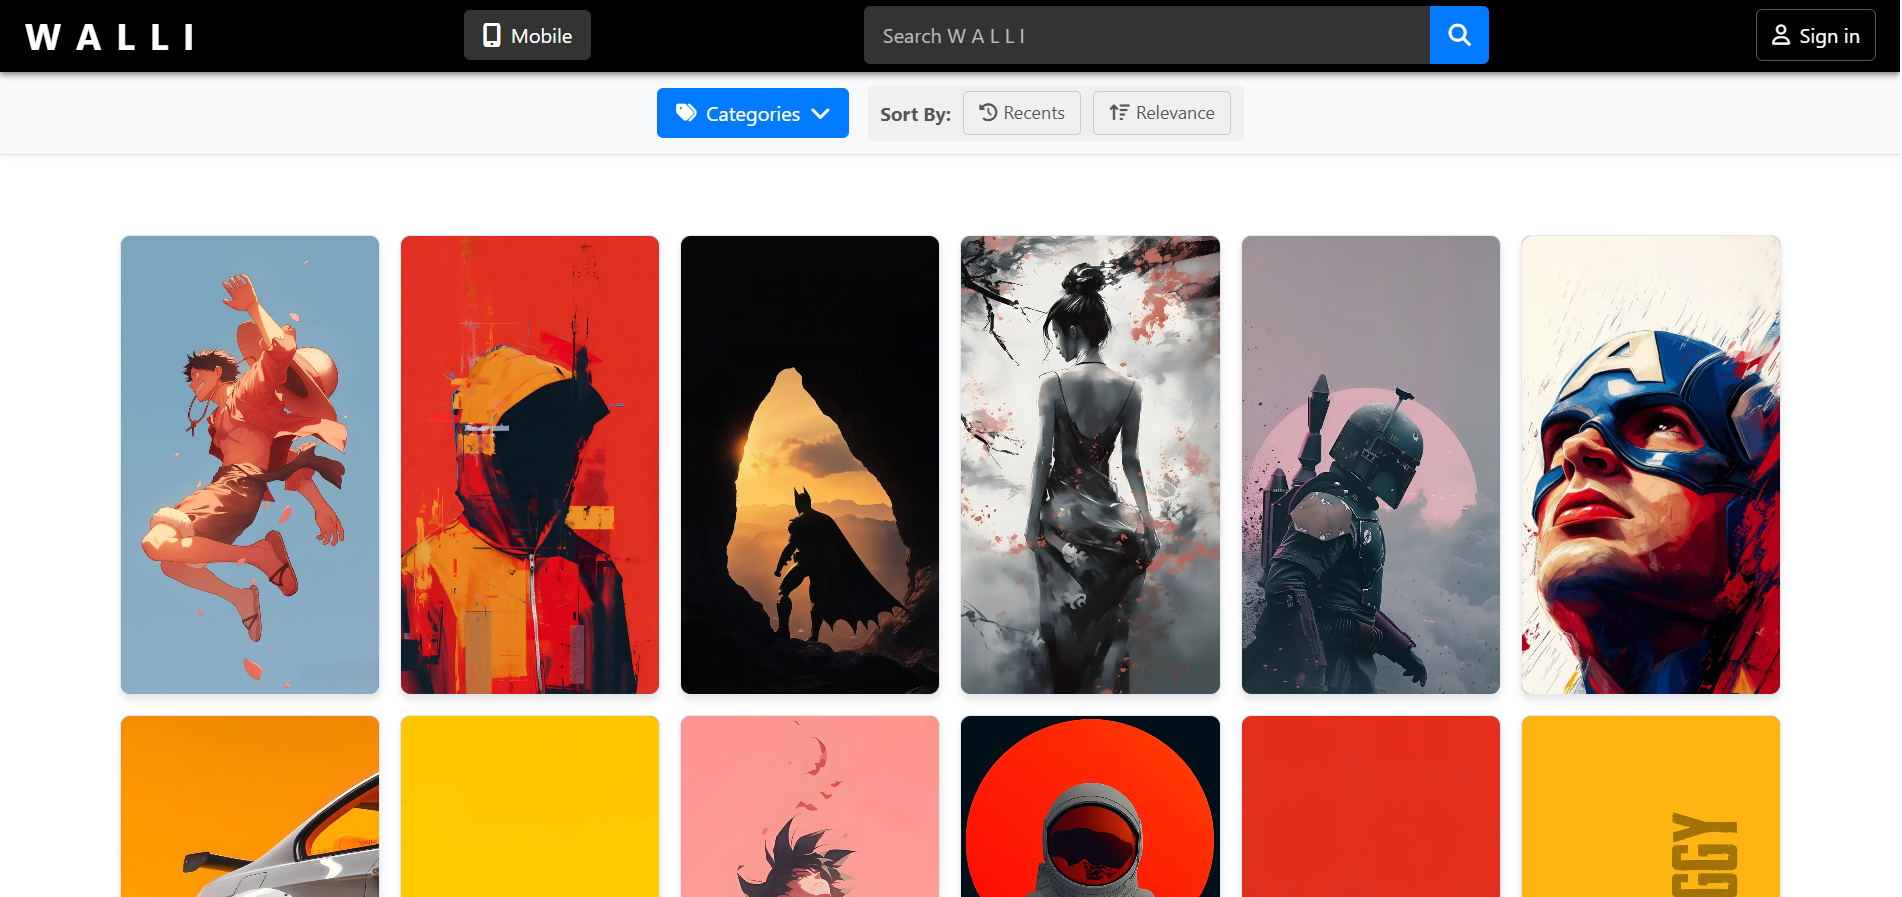 W A L L I
Mobile
Search W A L L I
Sign in
Categories
Sort By:
Recents
Relevance
GGY